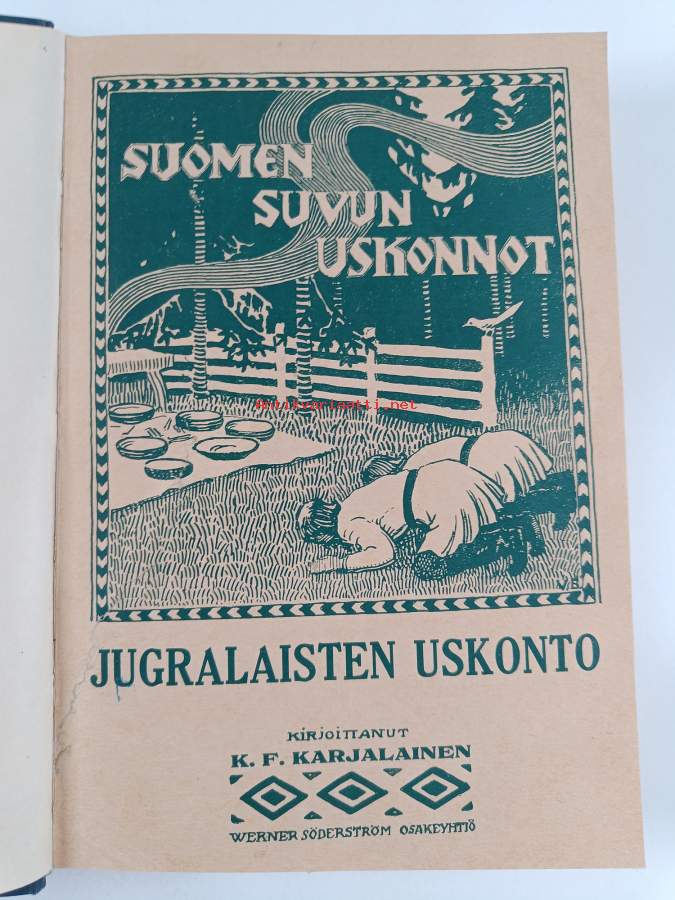 SUOMEN
SUVUN
USKONNOT
Antikvariaatti.net
V S
JUGRALAISTEN USKONTO
KIRJOITTANUT
K. F. KARJALAINEN
WERNER SÖDERSTRÖM OSAKEYHTIÖ